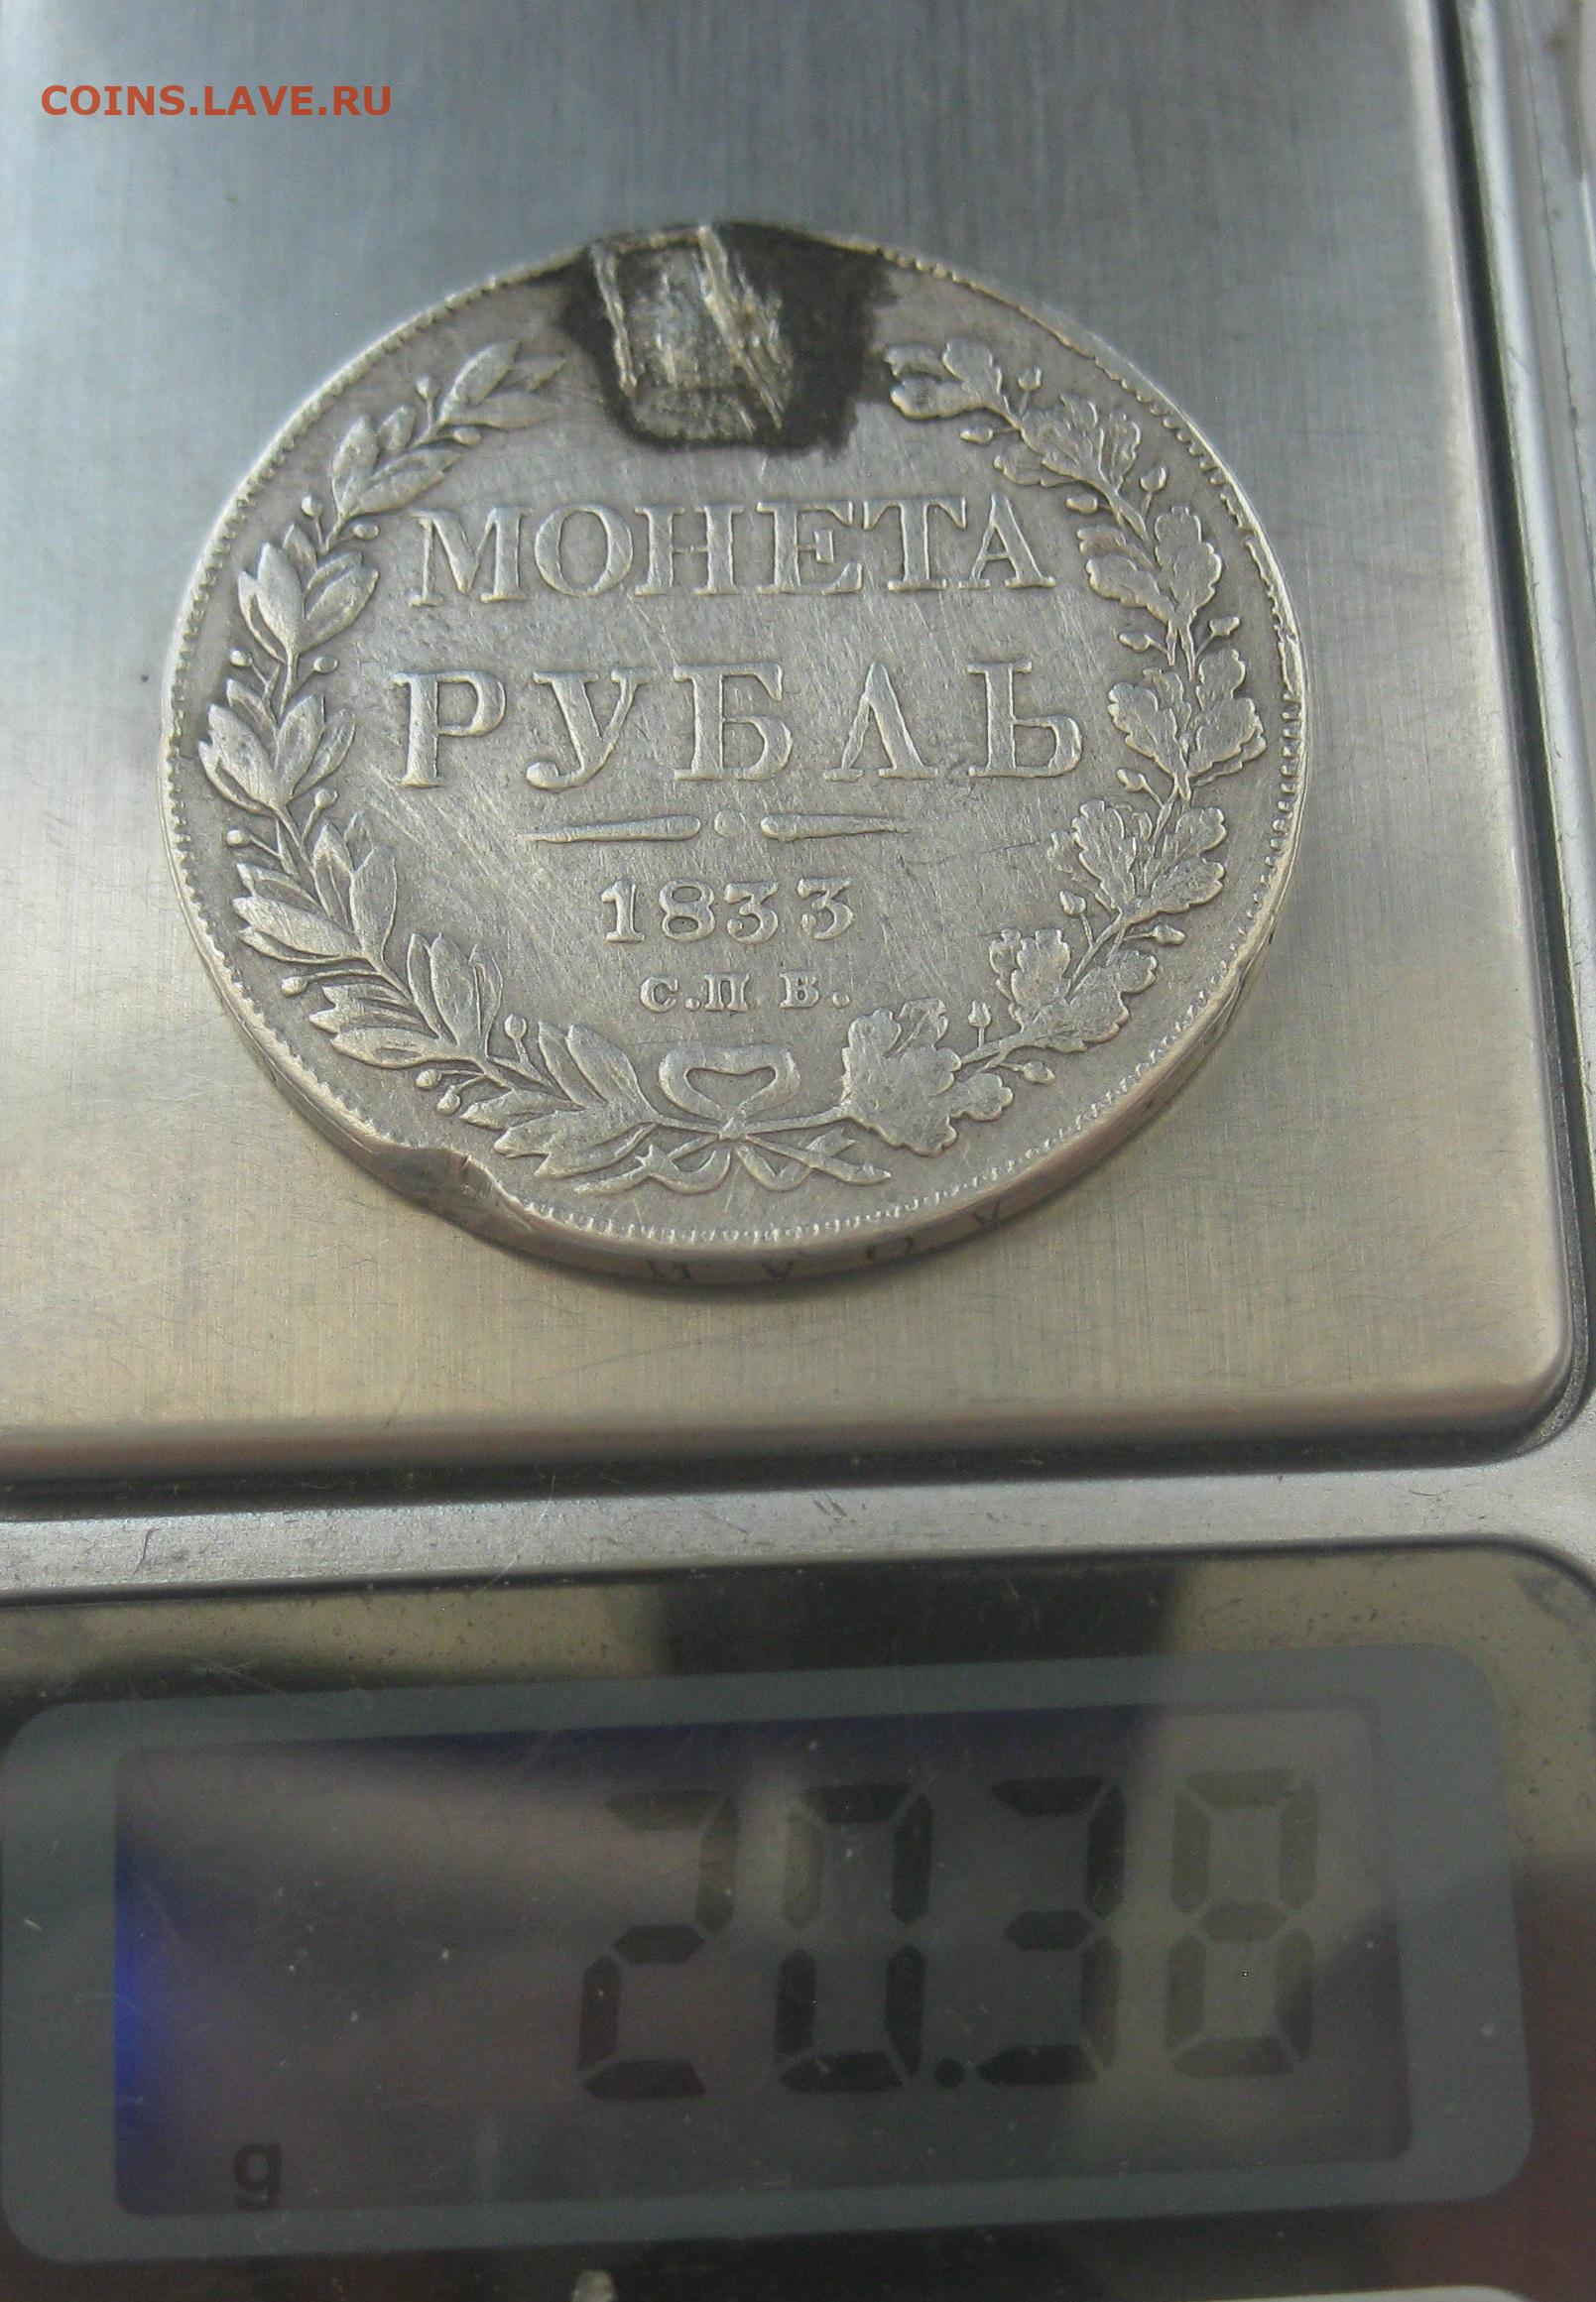 COINS.LAVE.RU
МОНЕТА
РУБЛЬ
1833
С.П Б.
20.38
g